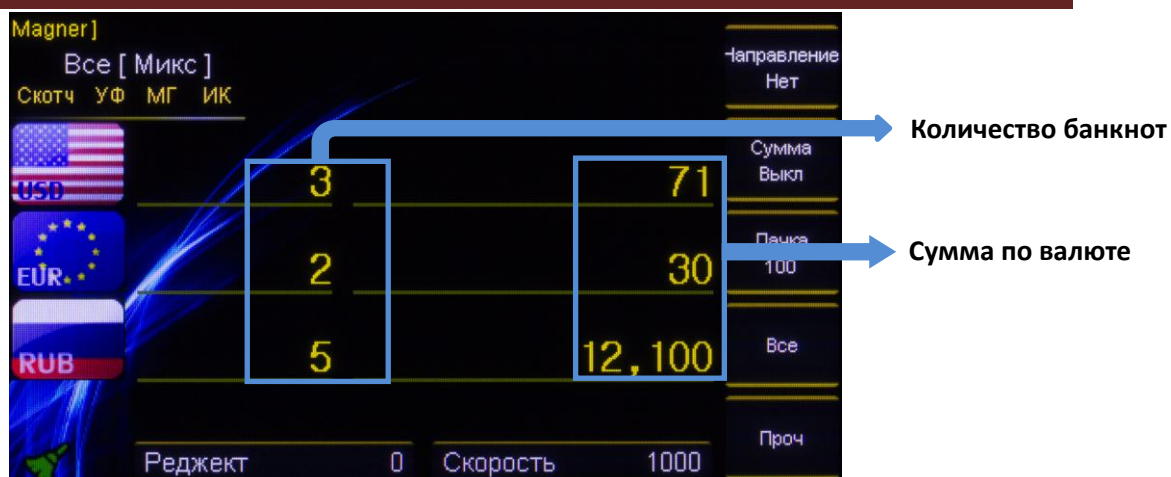 Magner]
Все [ Микс ]
Скотч УФ МГ ИК
Направление
Нет
Количество банкнот
Сумма
Выкл
USD 3 71
Сумма по валюте
Пачка
100
EUR 2 30
Все
RUB 5 12,100
Проч
Реджект 0 Скорость 1000